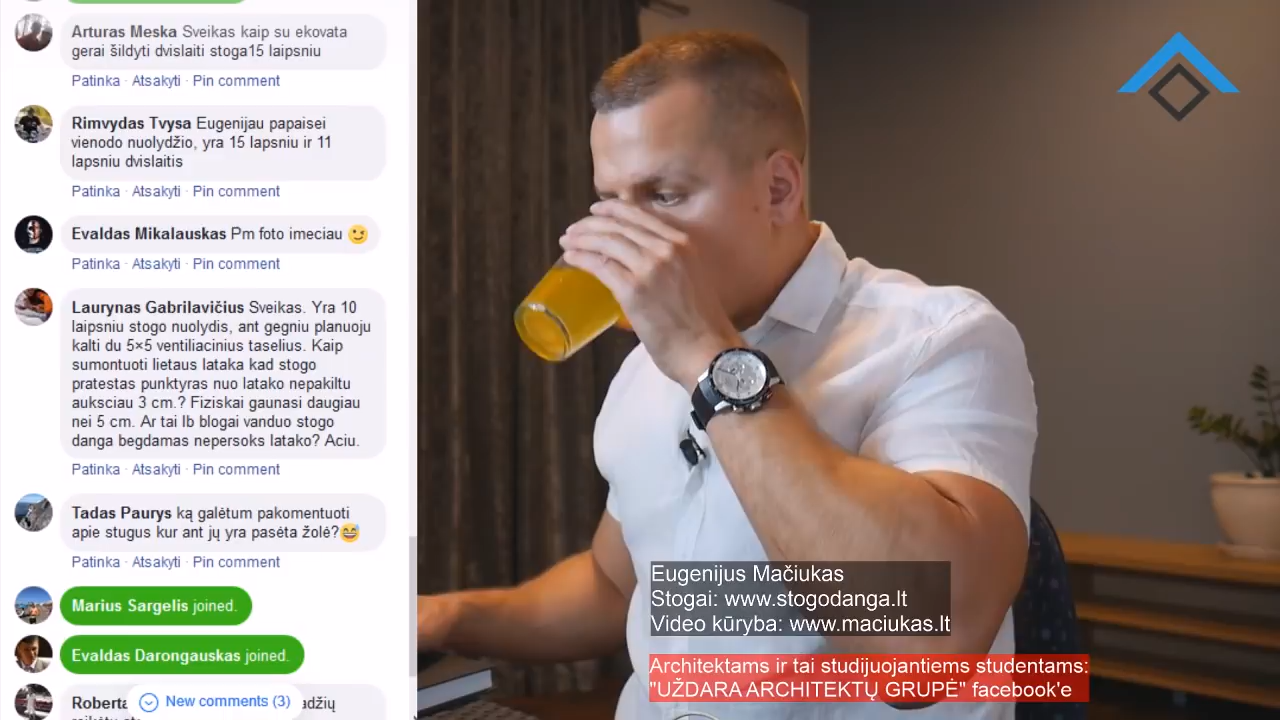 Arturas Meska Sveikas kaip su ekovata
gerai šildyti dvislaiti stoga15 laipsniu
Patinka · Atsakyti · Pin comment
Rimvydas Tvysa Eugenijau papaisei
vienodo nuolydžio, yra 15 lapsniu ir 11
lapsniu dvislaitis
Patinka · Atsakyti · Pin comment
Evaldas Mikalauskas Pm foto imeciau 😉
Patinka · Atsakyti · Pin comment
Laurynas Gabrilavičius Sveikas. Yra 10
laipsniu stogo nuolydis, ant gegniu planuoju
kalti du 5×5 ventiliacinius taselius. Kaip
sumontuoti lietaus lataka kad stogo
pratestas punktyras nuo latako nepakiltu
auksciau 3 cm.? Fiziskai gaunasi daugiau
nei 5 cm. Ar tai lb blogai vanduo stogo
danga begdamas nepersoks latako? Aciu.
Patinka · Atsakyti · Pin comment
Tadas Paurys ką galėtum pakomentuoti
apie stugus kur ant jų yra pasėta žolė?😅
Patinka · Atsakyti · Pin comment
Marius Sargelis joined.
Evaldas Darongauskas joined.
New comments (3)
Eugenijus Mačiukas
Stogai: www.stogodanga.lt
Video kūryba: www.maciukas.lt
Architektams ir tai studijuojantiems studentams:
"UŽDARA ARCHITEKTŲ GRUPĖ" facebook'e